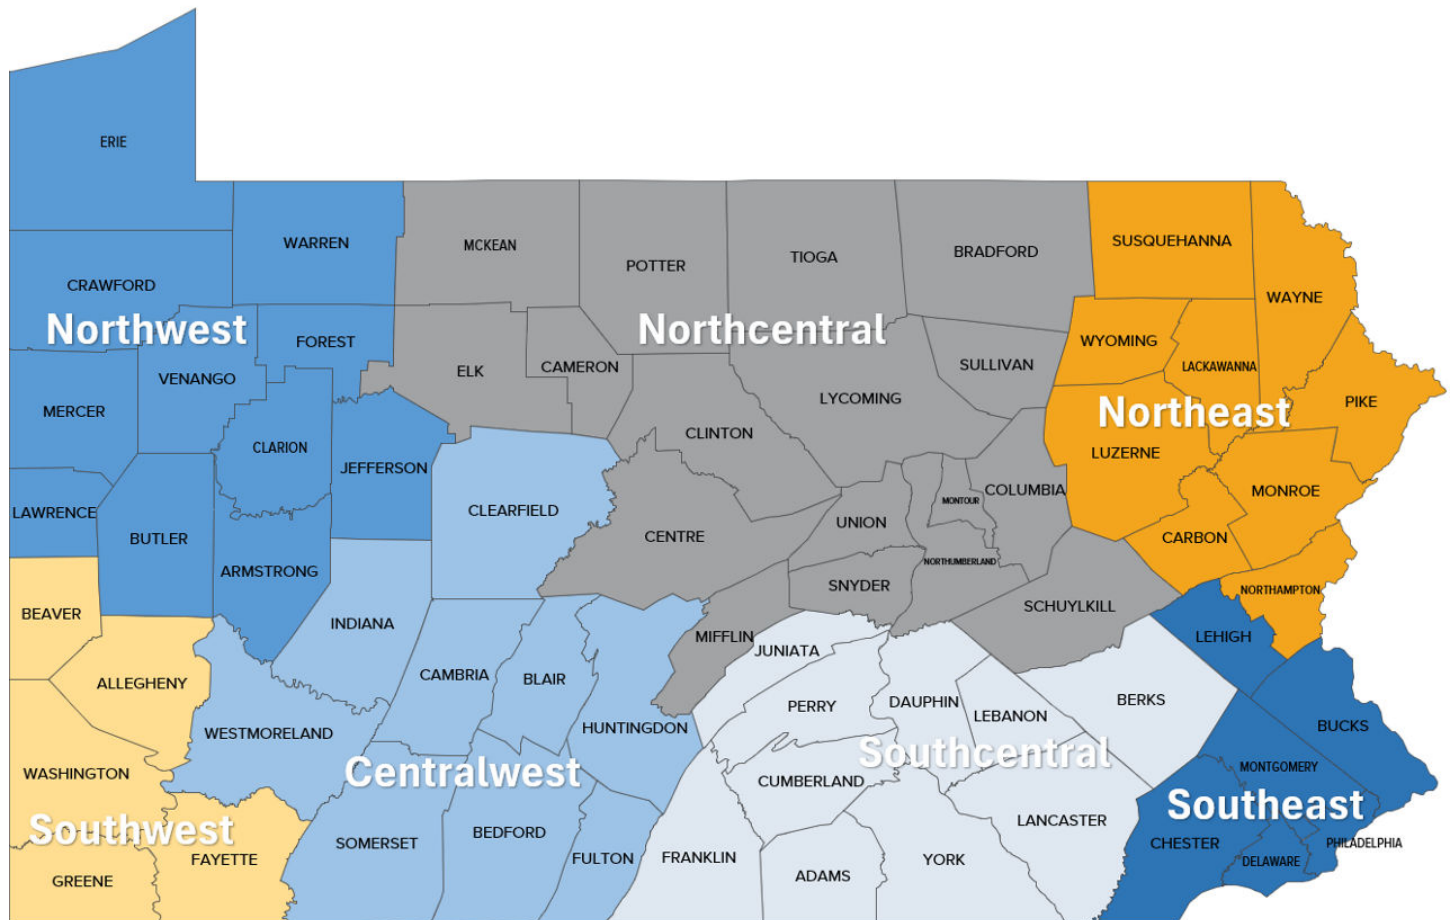 ERIE
SUSQUEHANNA
WARREN
MCKEAN
BRADFORD
TIOGA
POTTER
CRAWFORD
WAYNE
Northwest
Northcentral
FOREST
WYOMING
SULLIVAN
CAMERON
LACKAWANNA
ELK
VENANGO
LYCOMING
PIKE
MERCER
Northeast
CLINTON
CLARION
LUZERNE
JEFFERSON
COLUMBIA
MONROE
MONTOUR
CLEARFIELD
LAWRENCE
UNION
CENTRE
BUTLER
CARBON
NORTHUMBERLAND
ARMSTRONG
SNYDER
NORTHAMPTON
SCHUYLKILL
BEAVER
INDIANA
MIFFLIN
LEHIGH
JUNIATA
CAMBRIA
BLAIR
ALLEGHENY
BERKS
DAUPHIN
PERRY
LEBANON
BUCKS
HUNTINGDON
WESTMORELAND
Southcentral
MONTGOMERY
WASHINGTON
Centralwest
CUMBERLAND
Southeast
LANCASTER
Southwest
BEDFORD
SOMERSET
CHESTER
PHILADELPHIA
FULTON
FRANKLIN
YORK
FAYETTE
DELAWARE
ADAMS
GREENE